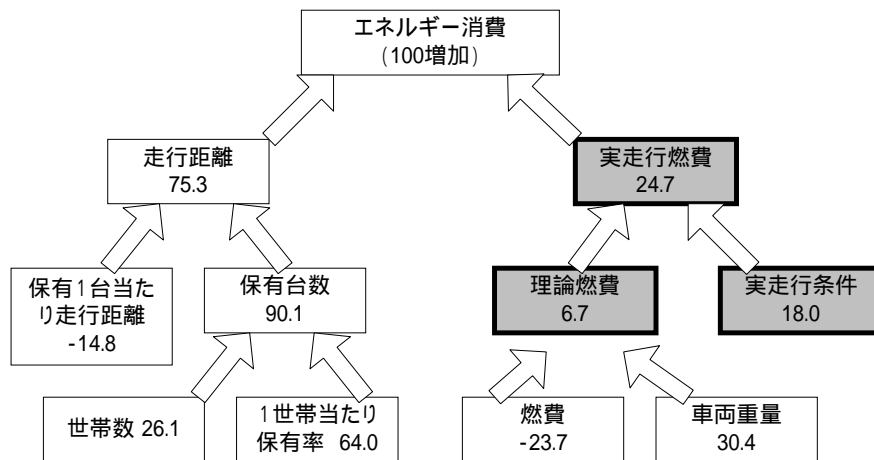 エネルギー消費
(100増加)
走行距離
75.3
実走行燃費
24.7
保有1台当た
り走行距離
-14.8
保有台数
90.1
理論燃費
6.7
実走行条件
18.0
世帯数 26.1
1世帯当たり
保有率 64.0
燃費
-23.7
車両重量
30.4